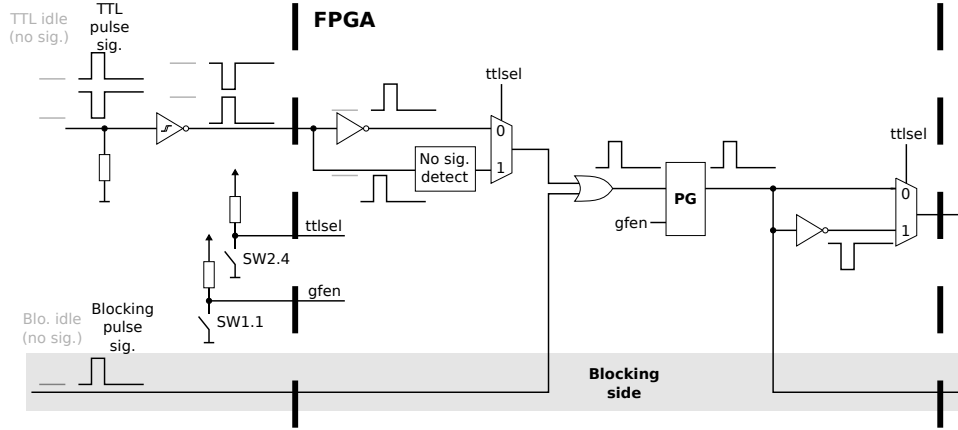 TTL idle
(no sig.)
TTL
pulse
sig.
FPGA
ttlsel
0
1
No sig.
detect
ttlsel
0
1
PG
gfen
ttlsel
SW2.4
gfen
SW1.1
Blo. idle
(no sig.)
Blocking
pulse
sig.
Blocking
side